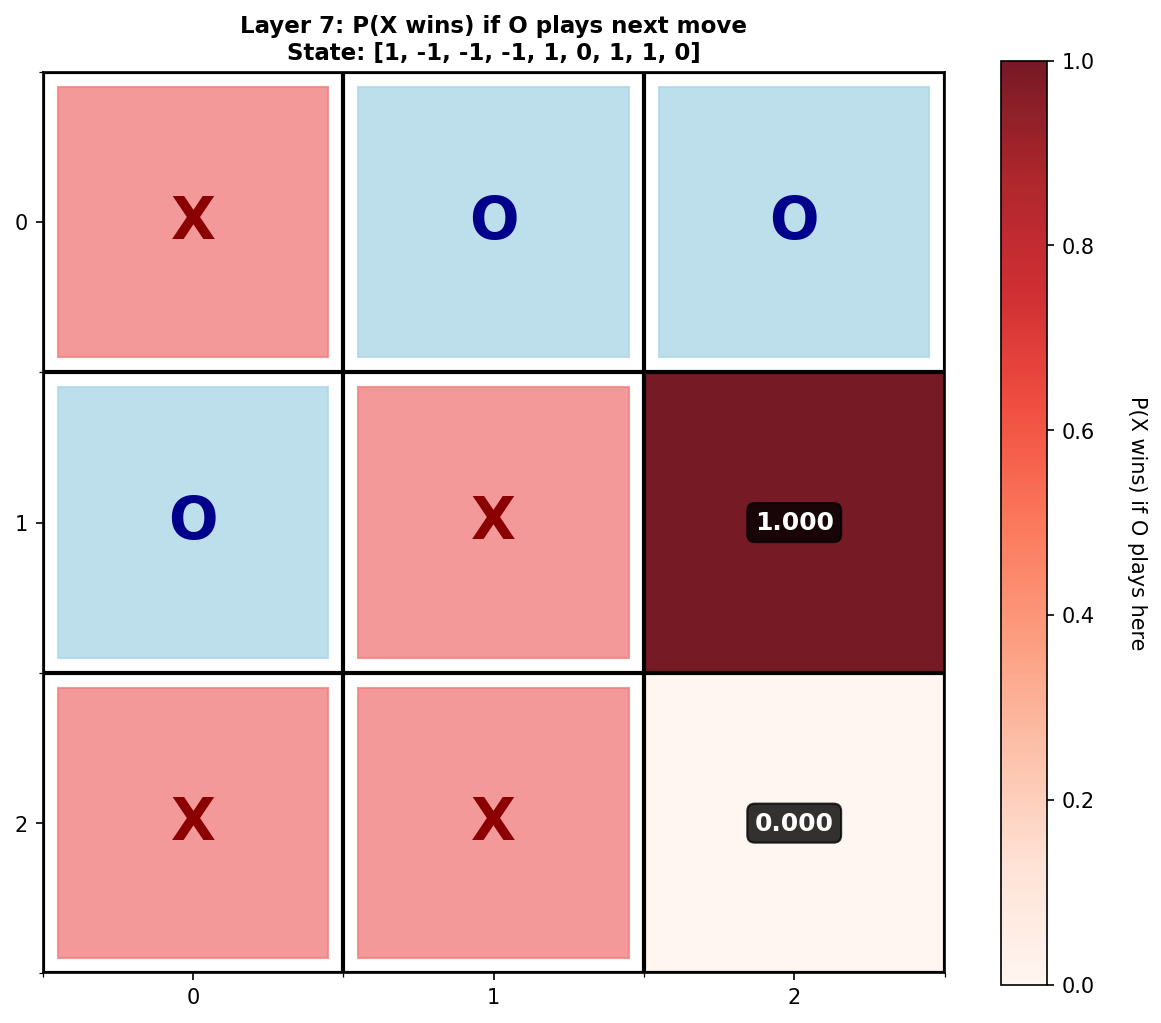 Layer 7: P(X wins) if O plays next move
State: [1, -1, -1, -1, 1, 0, 1, 1, 0]
X O O
O X 1.000
X X 0.000
0
1
2
0 1 2
1.0
0.8
0.6
0.4
0.2
0.0
P(X wins) if O plays here